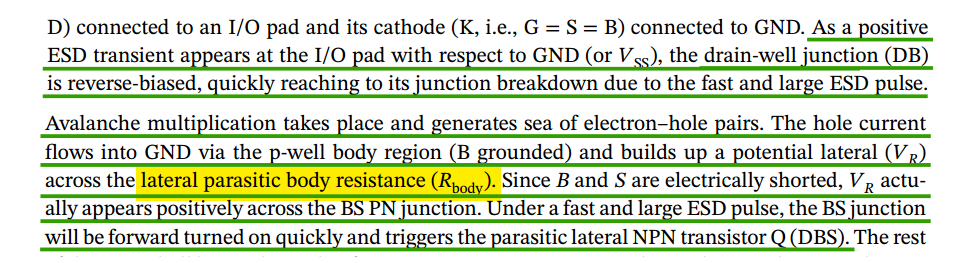 D) connected to an I/O pad and its cathode (K, i.e., G = S = B) connected to GND. As a positive
ESD transient appears at the I/O pad with respect to GND (or V_SS), the drain-well junction (DB)
is reverse-biased, quickly reaching to its junction breakdown due to the fast and large ESD pulse.
Avalanche multiplication takes place and generates sea of electron–hole pairs. The hole current
flows into GND via the p-well body region (B grounded) and builds up a potential lateral (V_R)
across the lateral parasitic body resistance (R_body). Since B and S are electrically shorted, V_R actu-
ally appears positively across the BS PN junction. Under a fast and large ESD pulse, the BS junction
will be forward turned on quickly and triggers the parasitic lateral NPN transistor Q (DBS). The rest